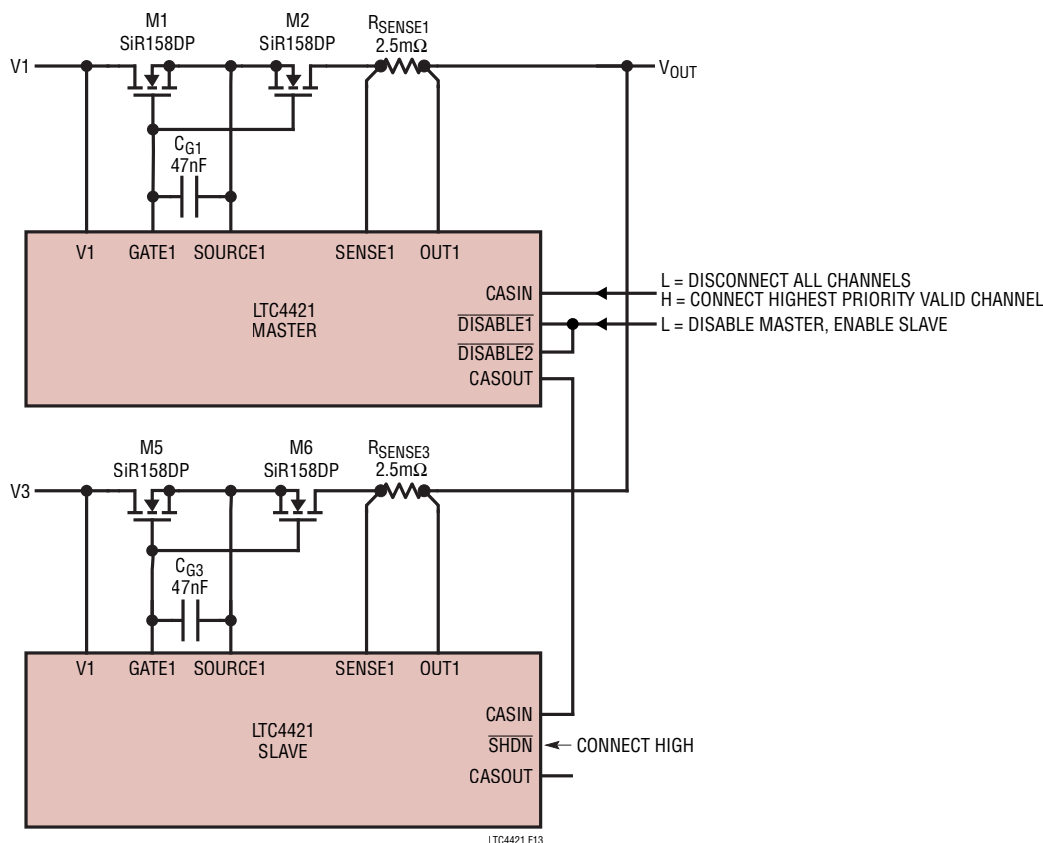 M1
SiR158DP
M2
SiR158DP
RSENSE1
2.5mΩ
V1
VOUT
CG1
47nF
V1
GATE1
SOURCE1
SENSE1
OUT1
LTC4421
MASTER
CASIN
DISABLE1
DISABLE2
CASOUT
L = DISCONNECT ALL CHANNELS
H = CONNECT HIGHEST PRIORITY VALID CHANNEL
L = DISABLE MASTER, ENABLE SLAVE
M5
SiR158DP
M6
SiR158DP
RSENSE3
2.5mΩ
V3
CG3
47nF
V1
GATE1
SOURCE1
SENSE1
OUT1
LTC4421
SLAVE
CASIN
SHDN
CASOUT
CONNECT HIGH
LTC4421 F13